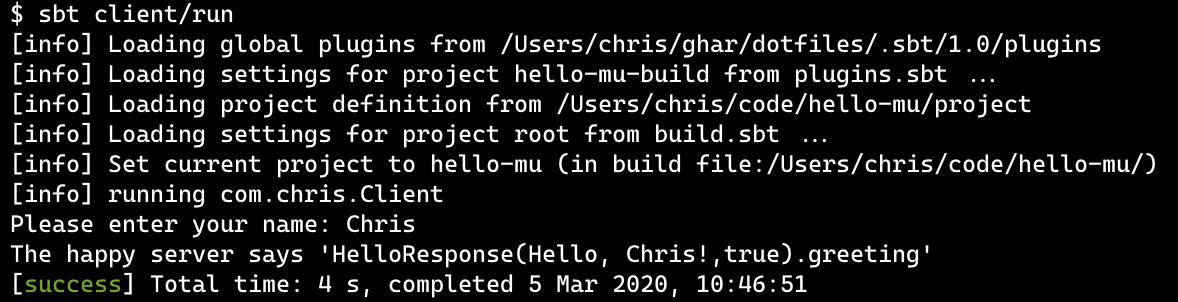 $ sbt client/run
[info] Loading global plugins from /Users/chris/ghar/dotfiles/.sbt/1.0/plugins
[info] Loading settings for project hello-mu-build from plugins.sbt ...
[info] Loading project definition from /Users/chris/code/hello-mu/project
[info] Loading settings for project root from build.sbt ...
[info] Set current project to hello-mu (in build file:/Users/chris/code/hello-mu/)
[info] running com.chris.Client
Please enter your name: Chris
The happy server says 'HelloResponse(Hello, Chris!,true).greeting'
[success] Total time: 4 s, completed 5 Mar 2020, 10:46:51